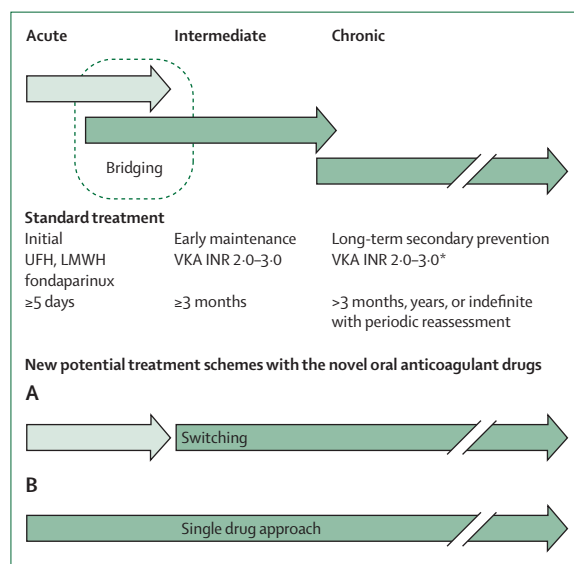 Acute Intermediate Chronic
Bridging
Standard treatment
Initial Early maintenance Long-term secondary prevention
UFH, LMWH VKA INR 2·0–3·0 VKA INR 2·0–3·0*
fondaparinux
≥5 days ≥3 months >3 months, years, or indefinite
with periodic reassessment
New potential treatment schemes with the novel oral anticoagulant drugs
A
Switching
B
Single drug approach